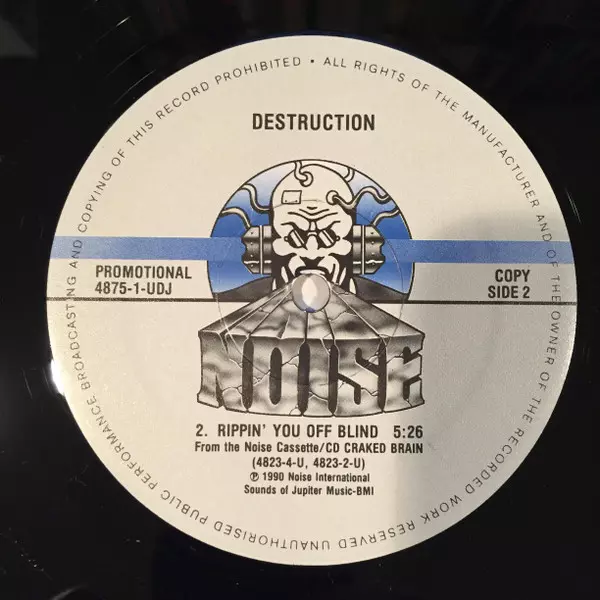 ALL RIGHTS OF THE MANUFACTURER AND OF THE OWNER OF THE RECORDED WORK RESERVED UNAUTHORISED PUBLIC PERFORMANCE BROADCASTING AND COPYING OF THIS RECORD PROHIBITED •
DESTRUCTION
PROMOTIONAL
4875-1-UDJ
COPY
SIDE 2
NOISE
2. RIPPIN' YOU OFF BLIND 5:26
From the Noise Cassette/CD CRAKED BRAIN
(4823-4-U, 4823-2-U)
℗ 1990 Noise International
Sounds of Jupiter Music-BMI